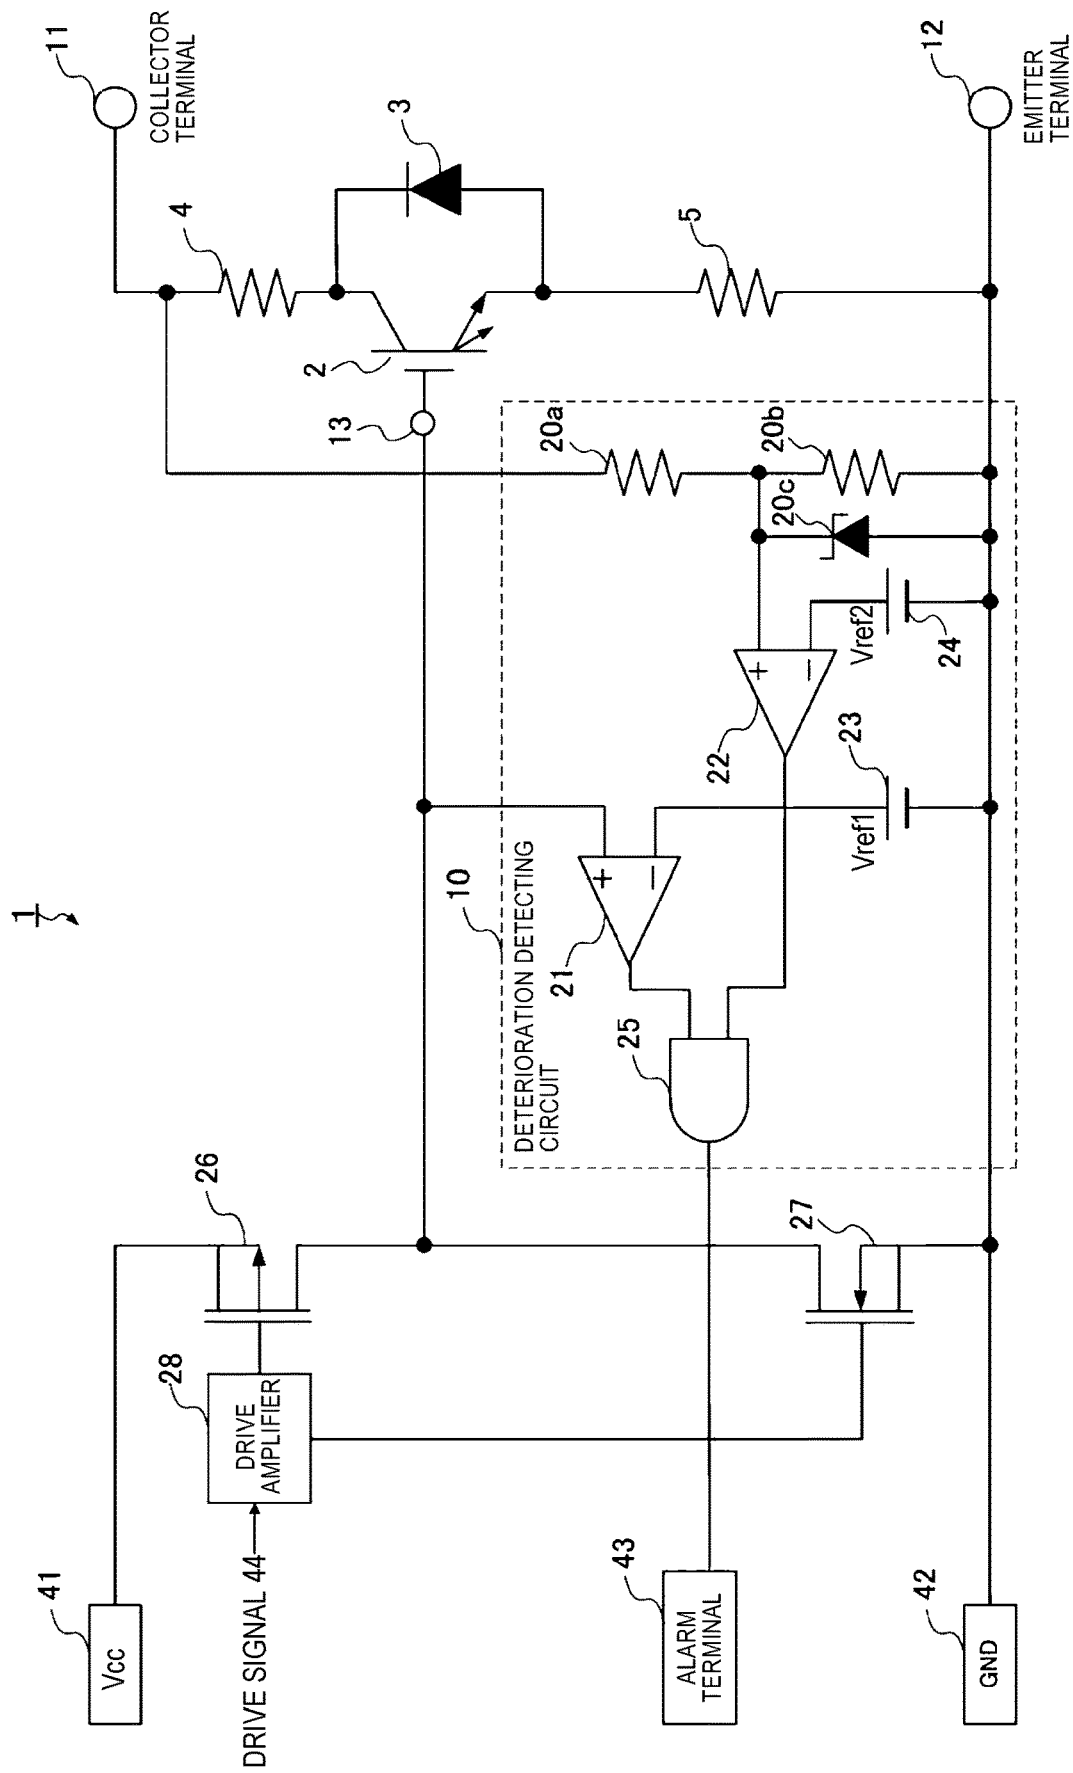 1
41
Vcc
DRIVE SIGNAL 44
28
DRIVE
AMPLIFIER
26
27
43
ALARM
TERMINAL
42
GND
10
DETERIORATION DETECTING
CIRCUIT
25
21
+
−
22
+
−
Vref1
23
Vref2
24
20a
20b
20c
13
2
3
4
5
11
COLLECTOR
TERMINAL
12
EMITTER
TERMINAL